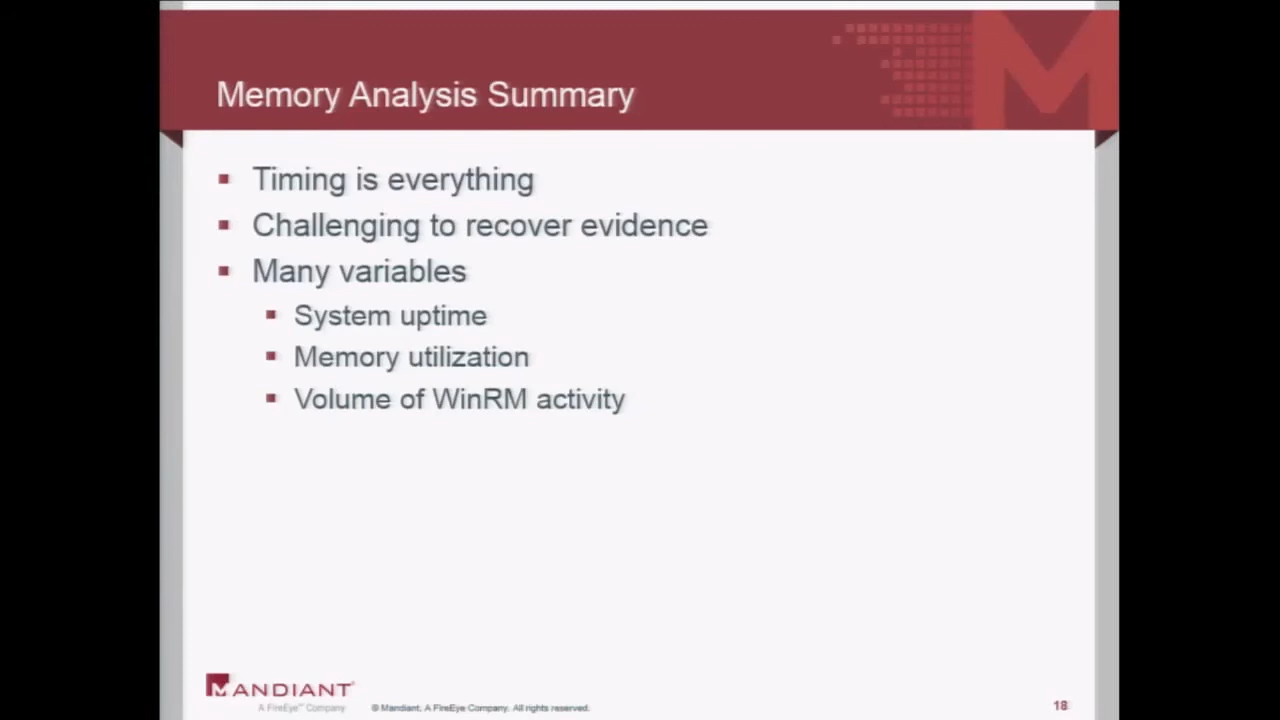 Memory Analysis Summary
Timing is everything
Challenging to recover evidence
Many variables
System uptime
Memory utilization
Volume of WinRM activity
MANDIANT
A FireEye™ Company
© Mandiant, A FireEye Company. All rights reserved.
18